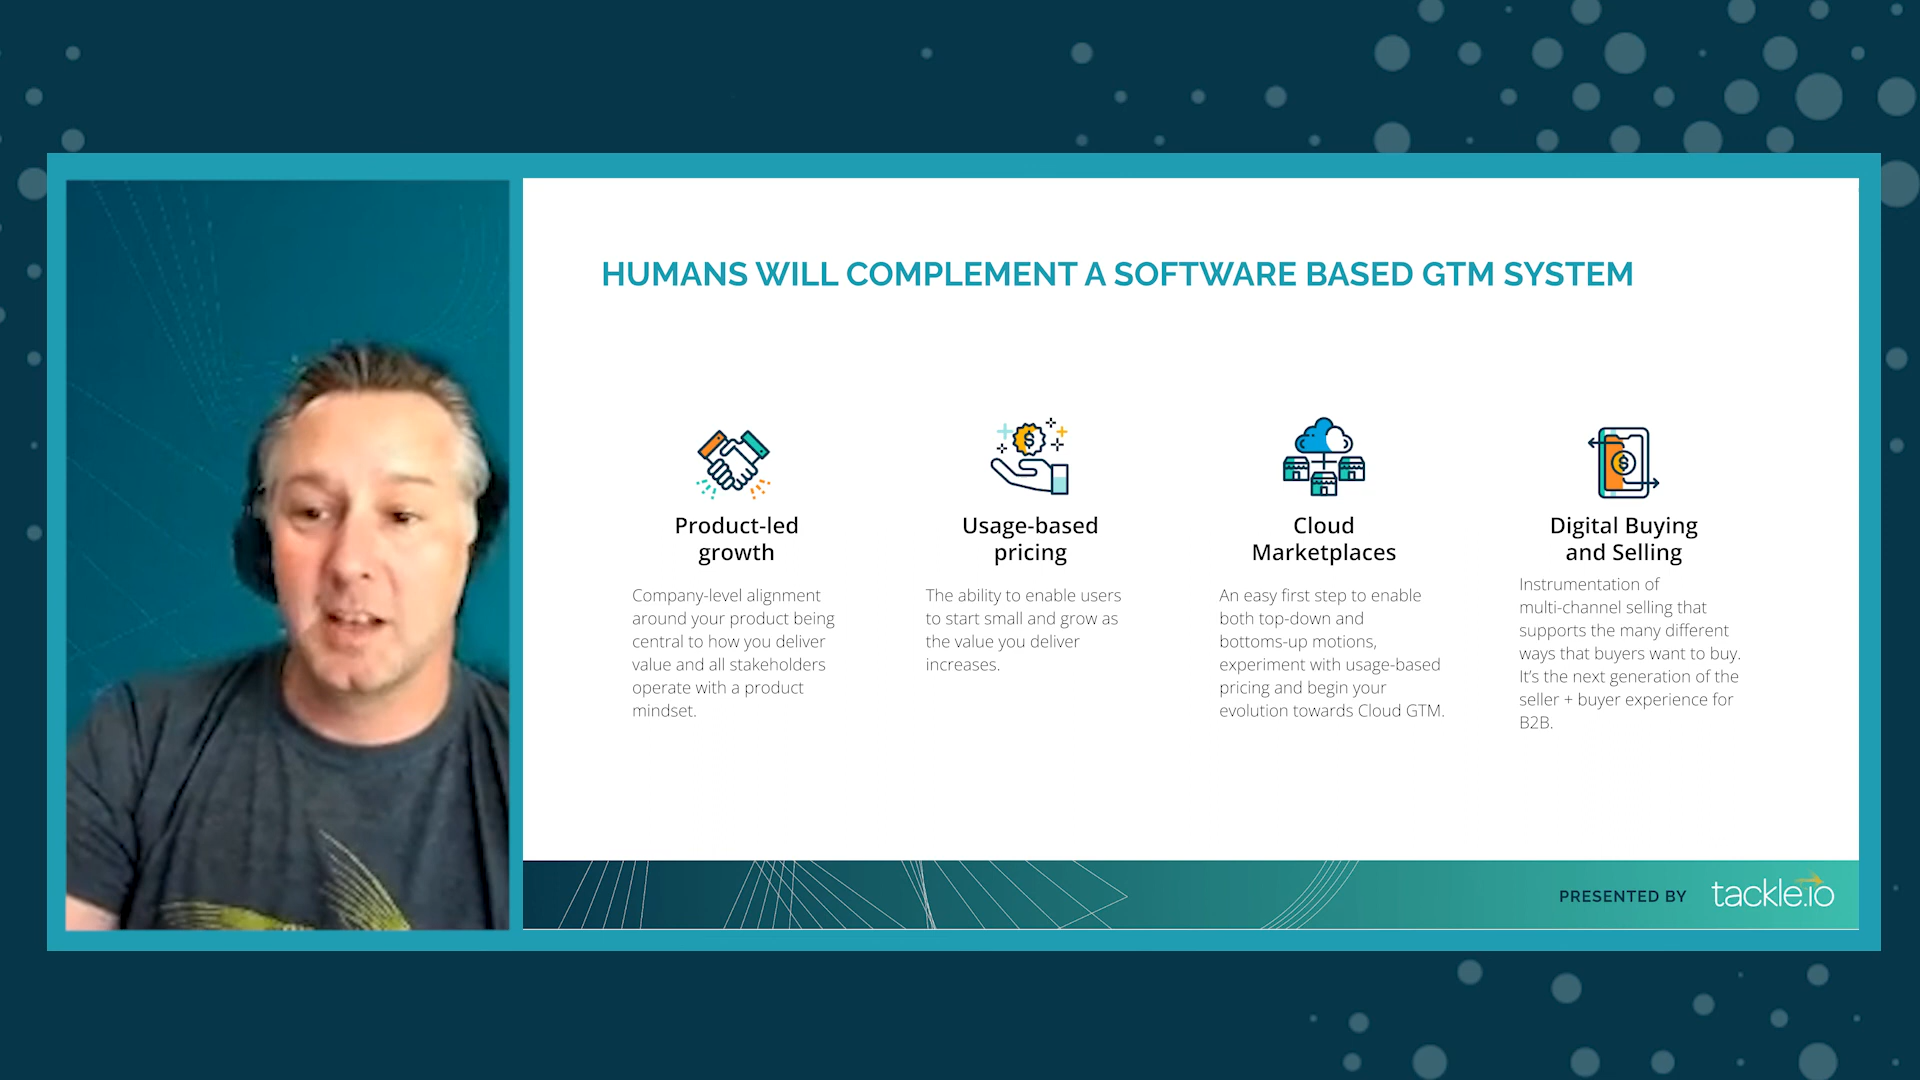 HUMANS WILL COMPLEMENT A SOFTWARE BASED GTM SYSTEM
Product-led
growth
Company-level alignment
around your product being
central to how you deliver
value and all stakeholders
operate with a product
mindset.
Usage-based
pricing
The ability to enable users
to start small and grow as
the value you deliver
increases.
Cloud
Marketplaces
An easy first step to enable
both top-down and
bottoms-up motions,
experiment with usage-based
pricing and begin your
evolution towards Cloud GTM.
Digital Buying
and Selling
Instrumentation of
multi-channel selling that
supports the many different
ways that buyers want to buy.
It’s the next generation of the
seller + buyer experience for
B2B.
PRESENTED BY tackle.io